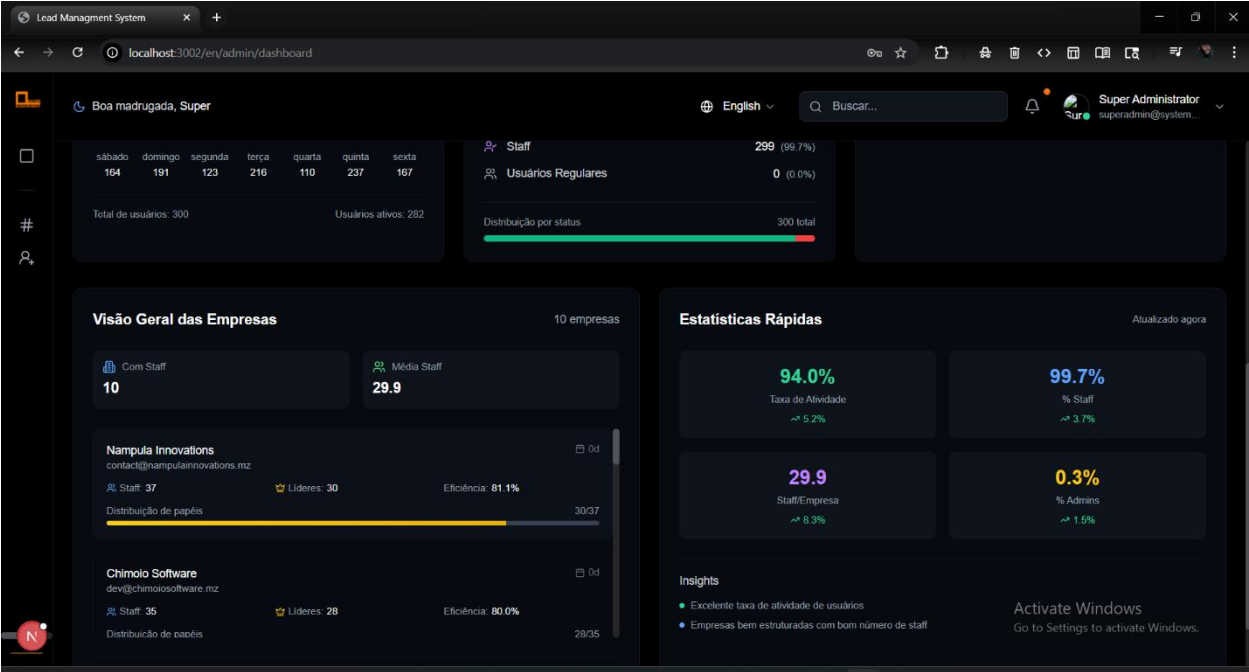 Lead Managment System
localhost:3002/en/admin/dashboard
Boa madrugada, Super
English
Buscar...
Super Administrator
superadmin@system...
sábado domingo segunda terça quarta quinta sexta
164 191 123 216 110 237 167
Total de usuários: 300 Usuários ativos: 282
Staff 299 (99.7%)
Usuários Regulares 0 (0.0%)
Distribuição por status 300 total
Visão Geral das Empresas 10 empresas
Com Staff
10
Média Staff
29.9
Nampula Innovations 0d
contact@nampulainnovations.mz
Staff: 37 Líderes: 30 Eficiência: 81.1%
Distribuição de papéis 30/37
Chimoio Software 0d
dev@chimoiosoftware.mz
Staff: 35 Líderes: 28 Eficiência: 80.0%
Distribuição de papéis 28/35
Estatísticas Rápidas Atualizado agora
94.0%
Taxa de Atividade
5.2%
99.7%
% Staff
3.7%
29.9
Staff/Empresa
8.3%
0.3%
% Admins
1.5%
Insights
Excelente taxa de atividade de usuários
Empresas bem estruturadas com bom número de staff
Activate Windows
Go to Settings to activate Windows.
N